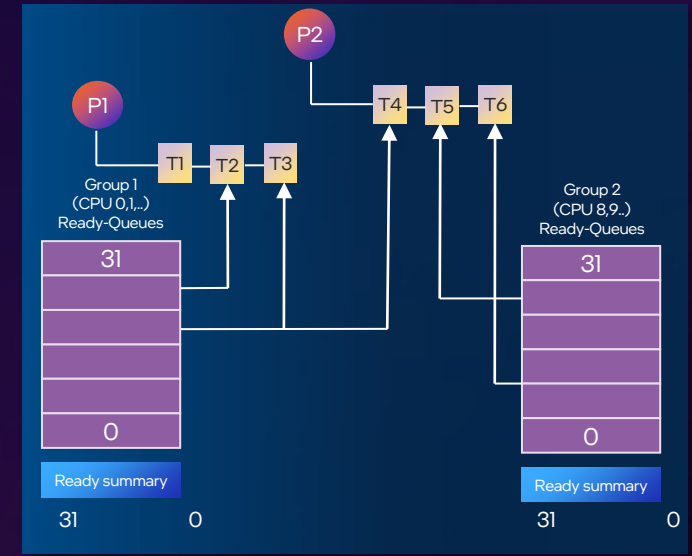 P2
P1
T4 T5 T6
T1 T2 T3
Group 1
(CPU 0,1,..)
Ready-Queues
31
0
Ready summary
31 0
Group 2
(CPU 8,9..)
Ready-Queues
31
0
Ready summary
31 0